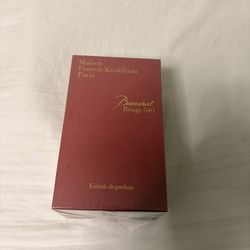 Maison
Francis Kurkdjian
Paris
Baccarat
Rouge 540
Extrait de parfum